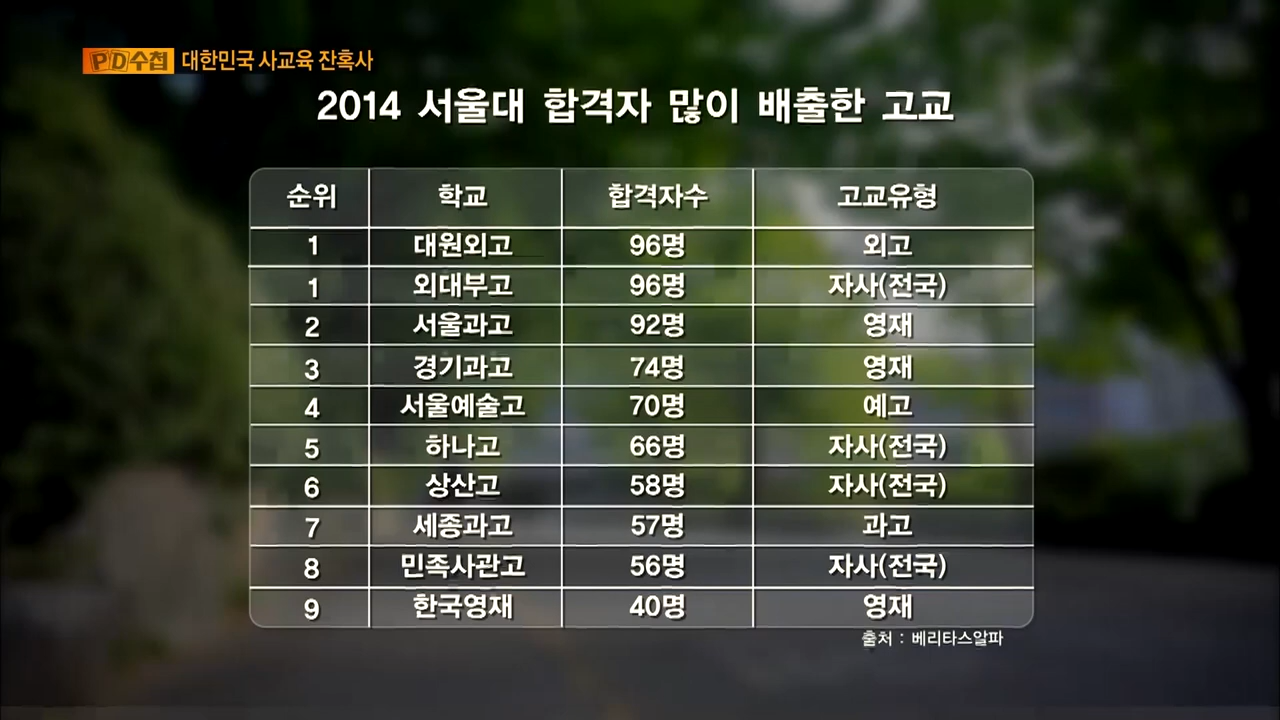 PD수첩 대한민국 사교육 잔혹사
2014 서울대 합격자 많이 배출한 고교
순위 학교 합격자수 고교유형
1 대원외고 96명 외고
1 외대부고 96명 자사(전국)
2 서울과고 92명 영재
3 경기과고 74명 영재
4 서울예술고 70명 예고
5 하나고 66명 자사(전국)
6 상산고 58명 자사(전국)
7 세종과고 57명 과고
8 민족사관고 56명 자사(전국)
9 한국영재 40명 영재
출처 : 베리타스알파